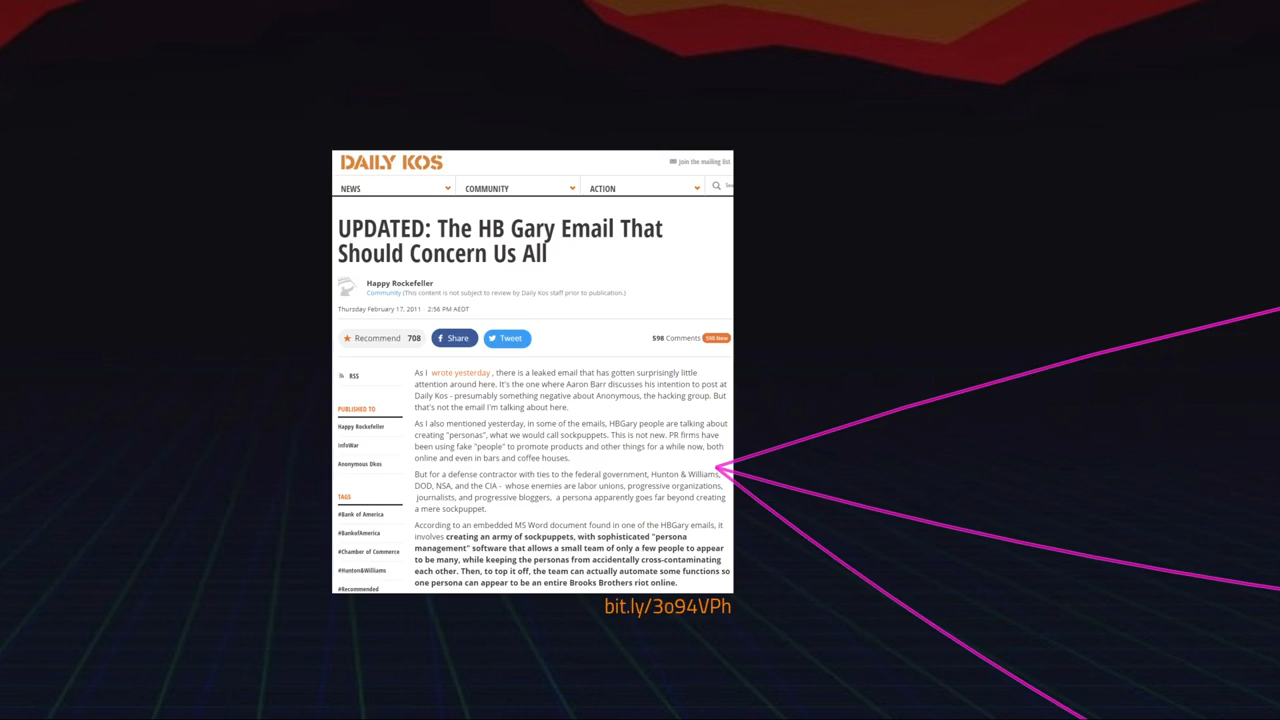 DAILY KOS
Join the mailing list
NEWS
COMMUNITY
ACTION
UPDATED: The HB Gary Email That
Should Concern Us All
Happy Rockefeller
Community (This content is not subject to review by Daily Kos staff prior to publication.)
Thursday February 17, 2011 2:56 PM AEDT
Recommend 708
Share
Tweet
598 Comments 598 New
RSS
PUBLISHED TO
Happy Rockefeller
InfoWar
Anonymous Dkos
TAGS
#Bank of America
#BankofAmerica
#Chamber of Commerce
#Hunton&Williams
#Recommended
As I wrote yesterday , there is a leaked email that has gotten surprisingly little
attention around here. It's the one where Aaron Barr discusses his intention to post at
Daily Kos - presumably something negative about Anonymous, the hacking group. But
that's not the email I'm talking about here.
As I also mentioned yesterday, in some of the emails, HBGary people are talking about
creating "personas", what we would call sockpuppets. This is not new. PR firms have
been using fake "people" to promote products and other things for a while now, both
online and even in bars and coffee houses.
But for a defense contractor with ties to the federal government, Hunton & Williams,
DOD, NSA, and the CIA - whose enemies are labor unions, progressive organizations,
journalists, and progressive bloggers, a persona apparently goes far beyond creating
a mere sockpuppet.
According to an embedded MS Word document found in one of the HBGary emails, it
involves creating an army of sockpuppets, with sophisticated "persona
management" software that allows a small team of only a few people to appear
to be many, while keeping the personas from accidentally cross-contaminating
each other. Then, to top it off, the team can actually automate some functions so
one persona can appear to be an entire Brooks Brothers riot online.
bit.ly/3o94VPh